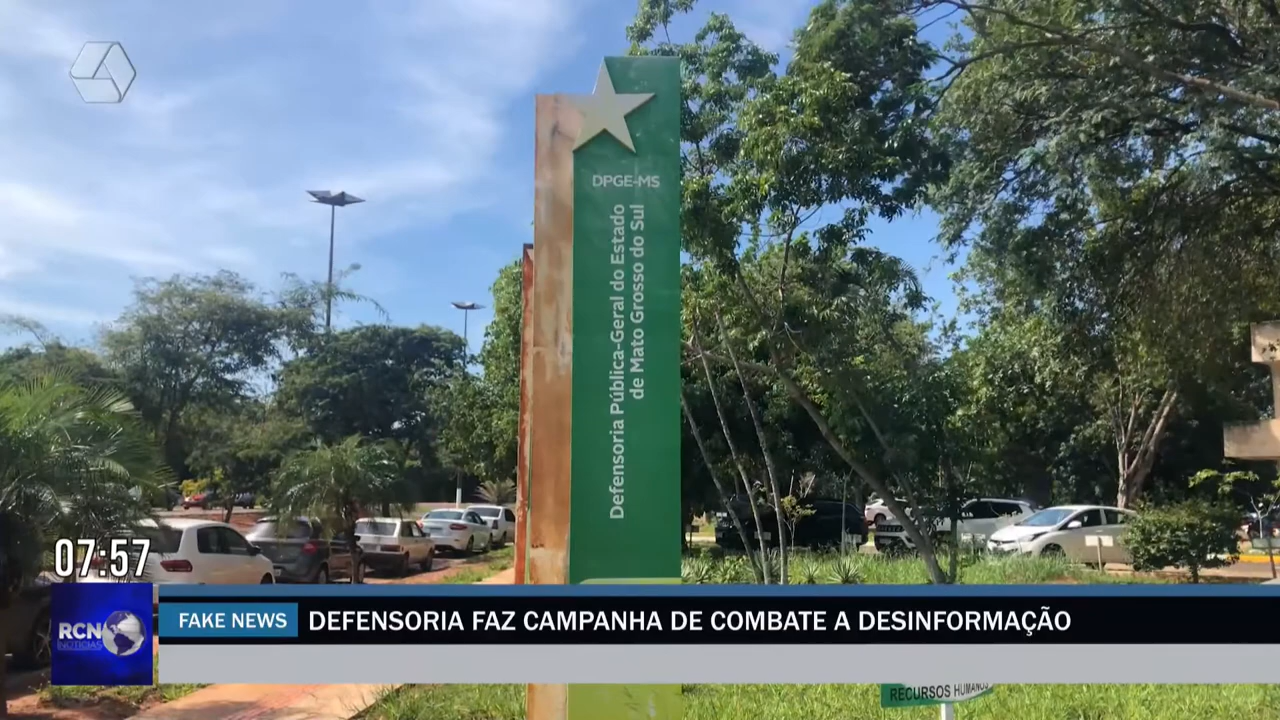 DPGE-MS
Defensoria Pública-Geral do Estado
de Mato Grosso do Sul
07:57
RCN
NOTÍCIAS
FAKE NEWS
DEFENSORIA FAZ CAMPANHA DE COMBATE A DESINFORMAÇÃO
RECURSOS HUMANOS